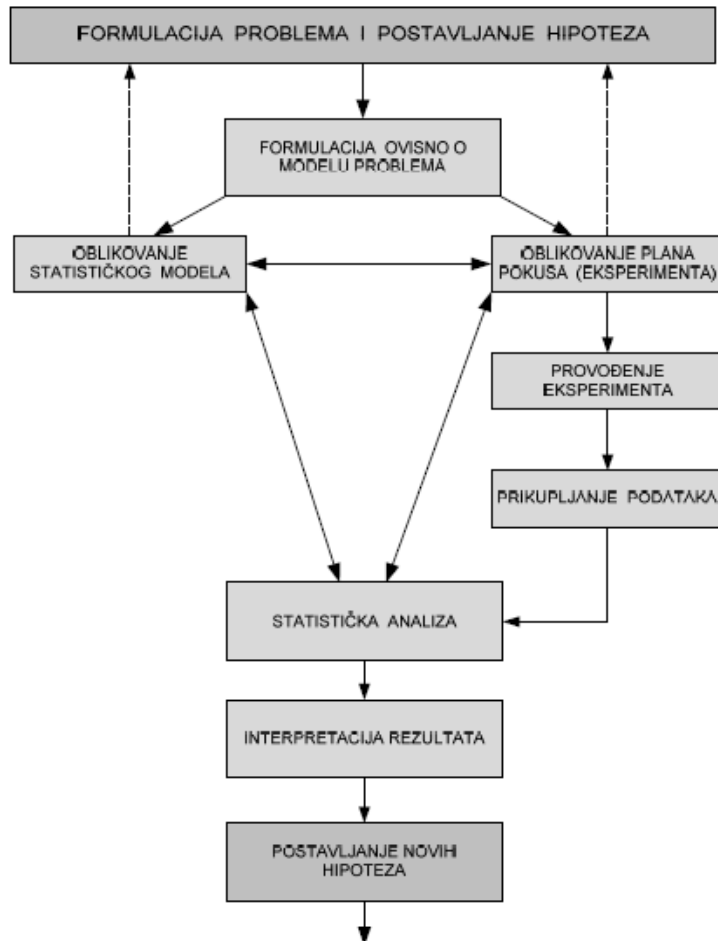 FORMULACIJA PROBLEMA I POSTAVLJANJE HIPOTEZA
FORMULACIJA OVISNO O
MODELU PROBLEMA
OBLIKOVANJE
STATISTIČKOG MODELA
OBLIKOVANJE PLANA
POKUSA (EKSPERIMENTA)
PROVOĐENJE
EKSPERIMENTA
PRIKUPLJANJE PODATAKA
STATISTIČKA ANALIZA
INTERPRETACIJA REZULTATA
POSTAVLJANJE NOVIH
HIPOTEZA